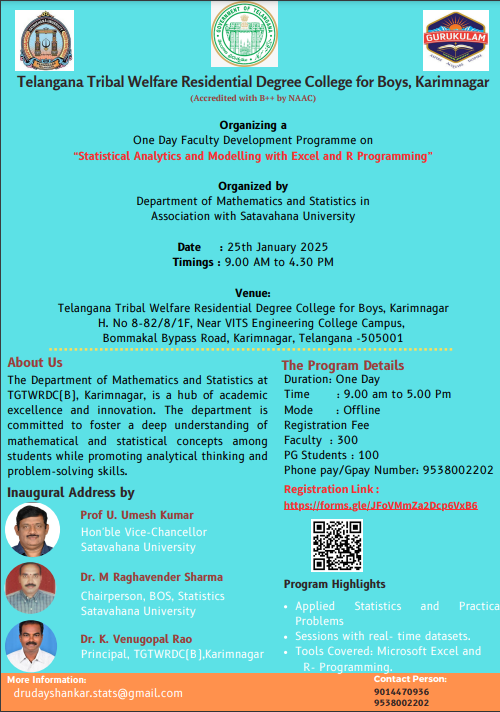 GURUKULAM
Telangana Tribal Welfare Residential Degree College for Boys, Karimnagar
(Accredited with B++ by NAAC)
Organizing a
One Day Faculty Development Programme on
“Statistical Analytics and Modelling with Excel and R Programming”
Organized by
Department of Mathematics and Statistics in
Association with Satavahana University
Date : 25th January 2025
Timings : 9.00 AM to 4.30 PM
Venue:
Telangana Tribal Welfare Residential Degree College for Boys, Karimnagar
H. No 8-82/8/1F, Near VITS Engineering College Campus,
Bommakal Bypass Road, Karimnagar, Telangana -505001
About Us
The Department of Mathematics and Statistics at
TGTWRDC[B], Karimnagar, is a hub of academic
excellence and innovation. The department is
committed to foster a deep understanding of
mathematical and statistical concepts among
students while promoting analytical thinking and
problem-solving skills.
Inaugural Address by
Prof U. Umesh Kumar
Hon'ble Vice-Chancellor
Satavahana University
Dr. M Raghavender Sharma
Chairperson, BOS, Statistics
Satavahana University
Dr. K. Venugopal Rao
Principal, TGTWRDC[B],Karimnagar
The Program Details
Duration: One Day
Time : 9.00 am to 5.00 Pm
Mode : Offline
Registration Fee
Faculty : 300
PG Students : 100
Phone pay/Gpay Number: 9538002202
Registration Link :
https://forms.gle/JFoVMmZa2Dcp6VxB6
Program Highlights
• Applied Statistics and Practica
Problems
• Sessions with real- time datasets.
• Tools Covered: Microsoft Excel and
R- Programming.
More Information:
drudayshankar.stats@gmail.com
Contact Person:
9014470936
9538002202